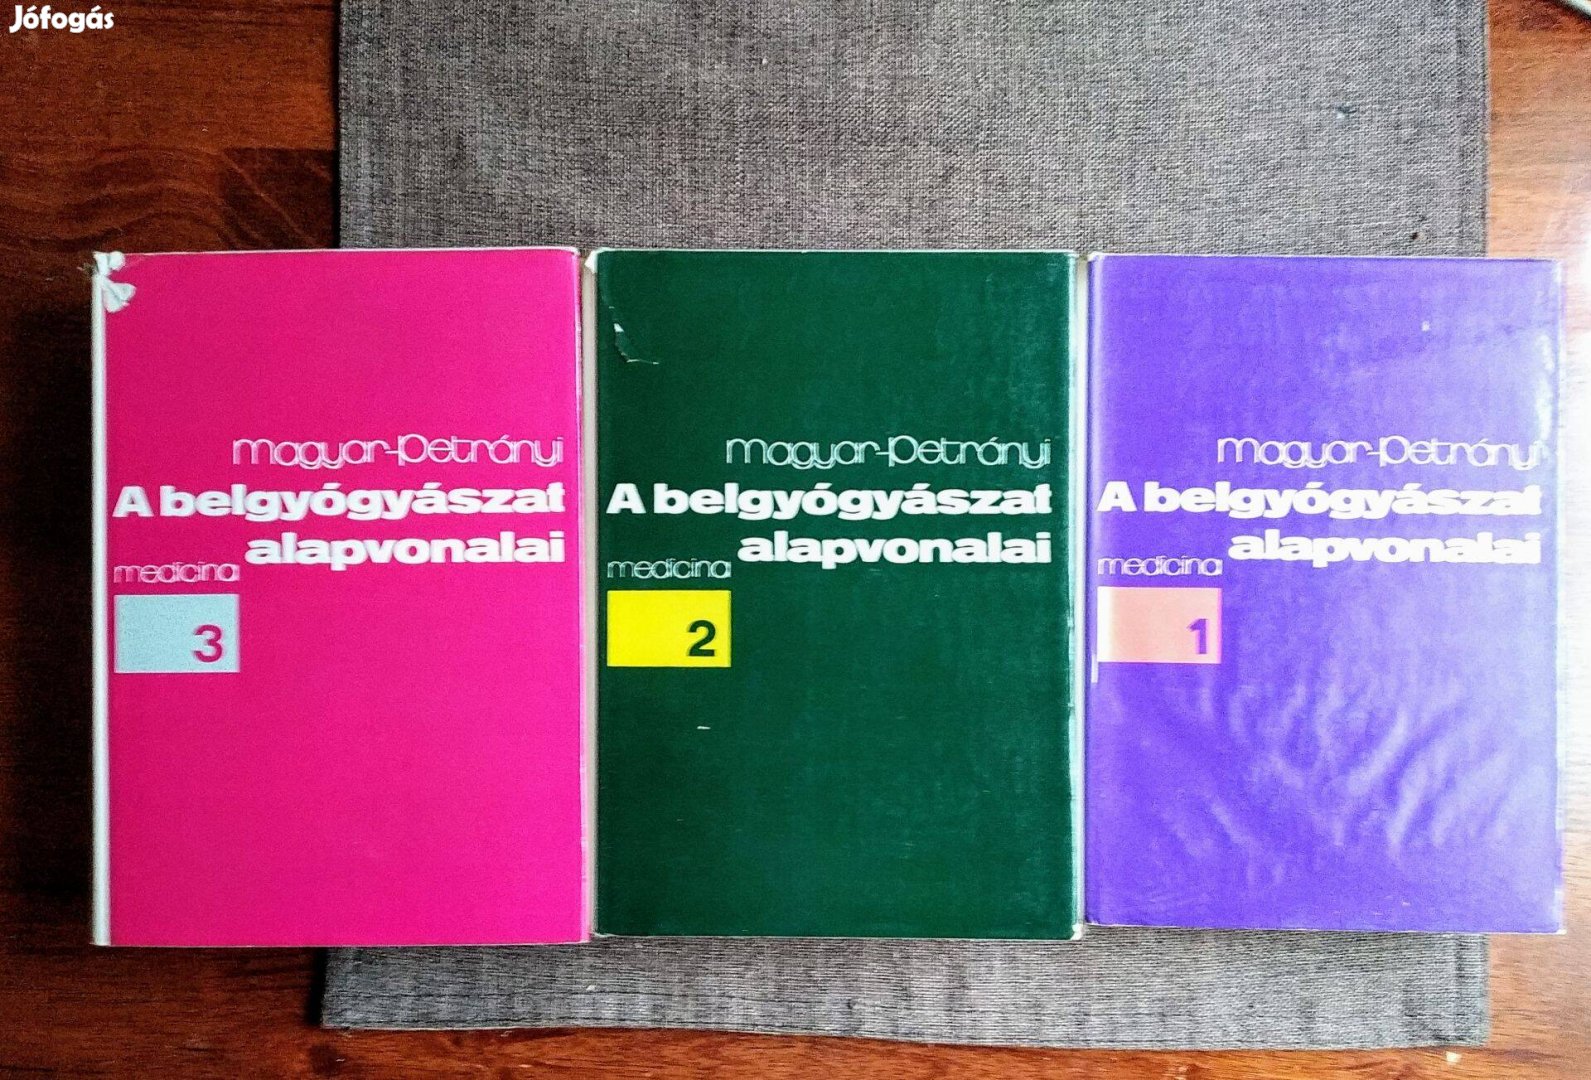 Jófogás
magyar-petrányi
A belgyógyászat
alapvonalai
medicina
3
magyar-petrányi
A belgyógyászat
alapvonalai
medicina
2
magyar-petrányi
A belgyógyászat
alapvonalai
medicina
1